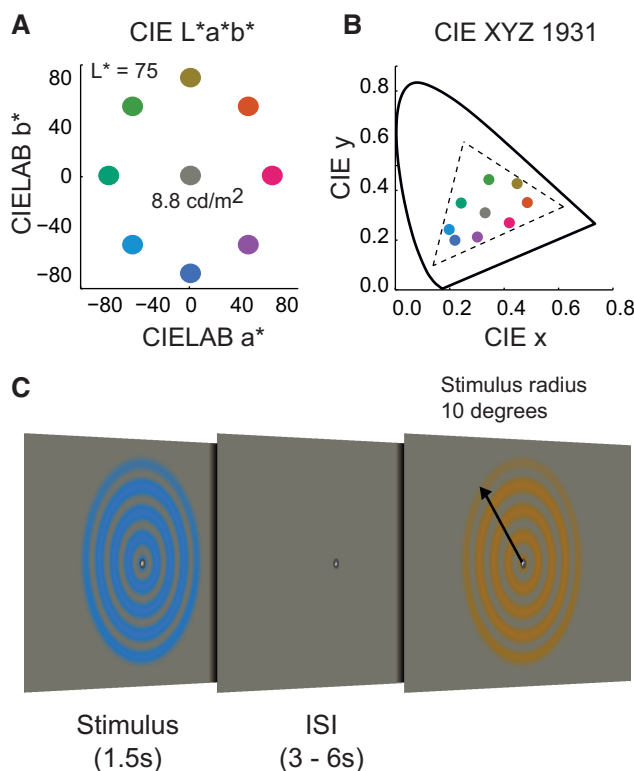 A
CIE L*a*b*
L* = 75
80
40
0
−40
−80
CIELAB b*
8.8 cd/m2
−80
−40
0
40
80
CIELAB a*
B
CIE XYZ 1931
0.8
0.6
0.4
0.2
0.0
CIE y
0.0
0.2
0.4
0.6
0.8
CIE x
C
Stimulus radius
10 degrees
Stimulus
(1.5s)
ISI
(3 - 6s)